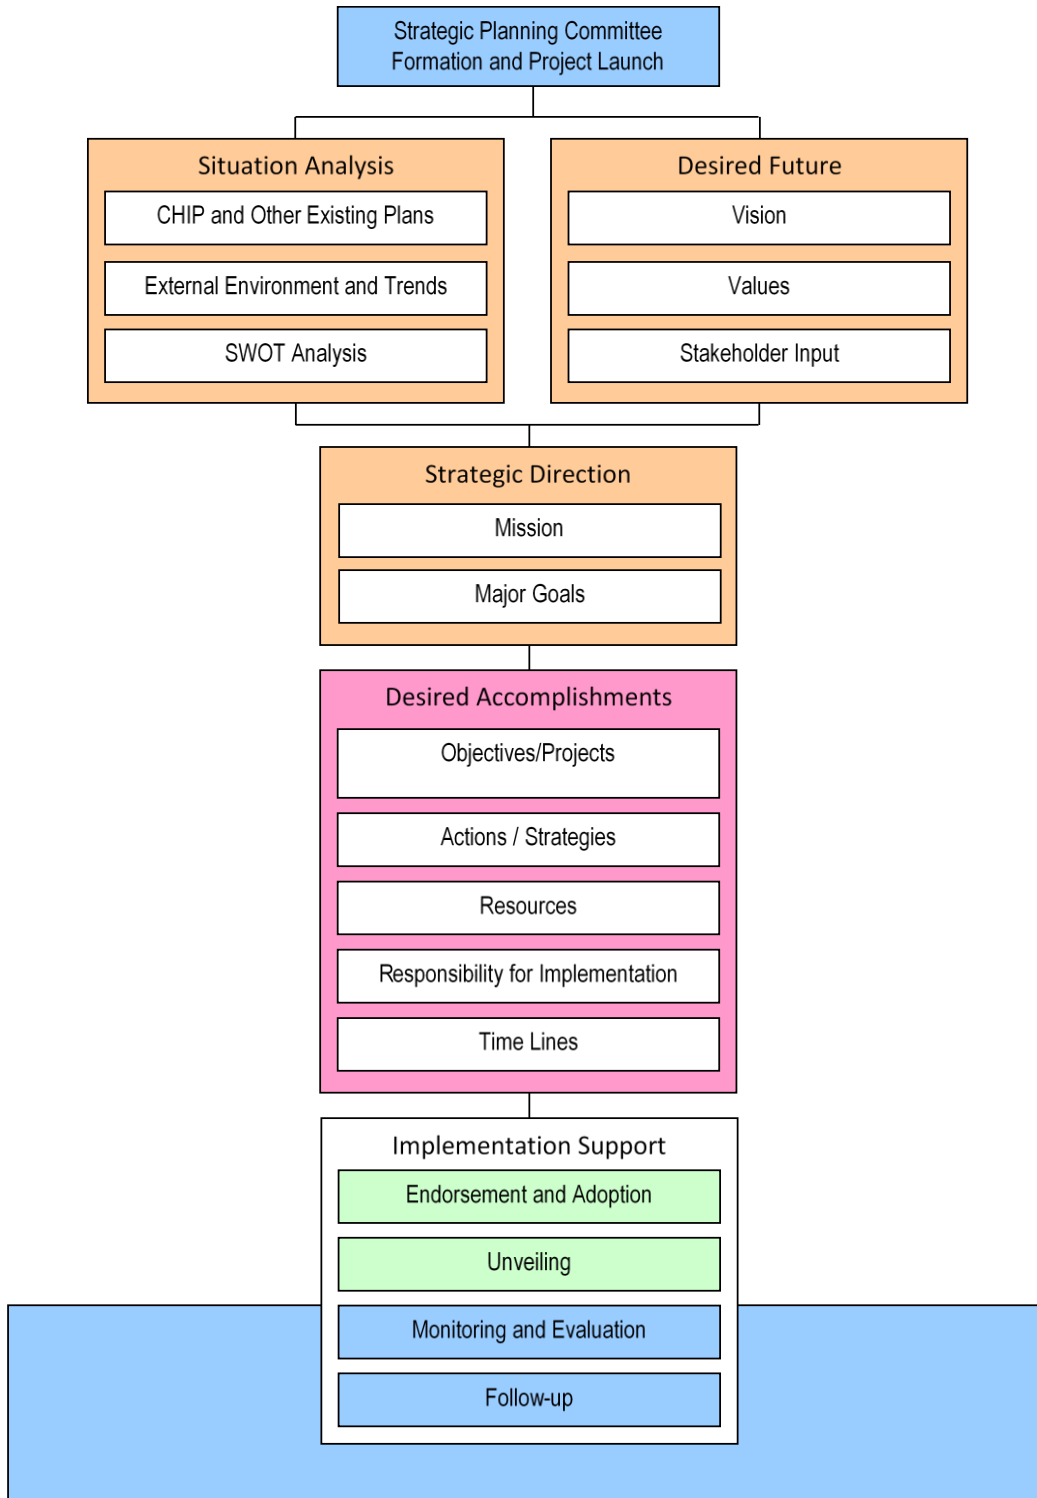 Strategic Planning Committee
Formation and Project Launch
Situation Analysis
CHIP and Other Existing Plans
External Environment and Trends
SWOT Analysis
Desired Future
Vision
Values
Stakeholder Input
Strategic Direction
Mission
Major Goals
Desired Accomplishments
Objectives/Projects
Actions / Strategies
Resources
Responsibility for Implementation
Time Lines
Implementation Support
Endorsement and Adoption
Unveiling
Monitoring and Evaluation
Follow-up